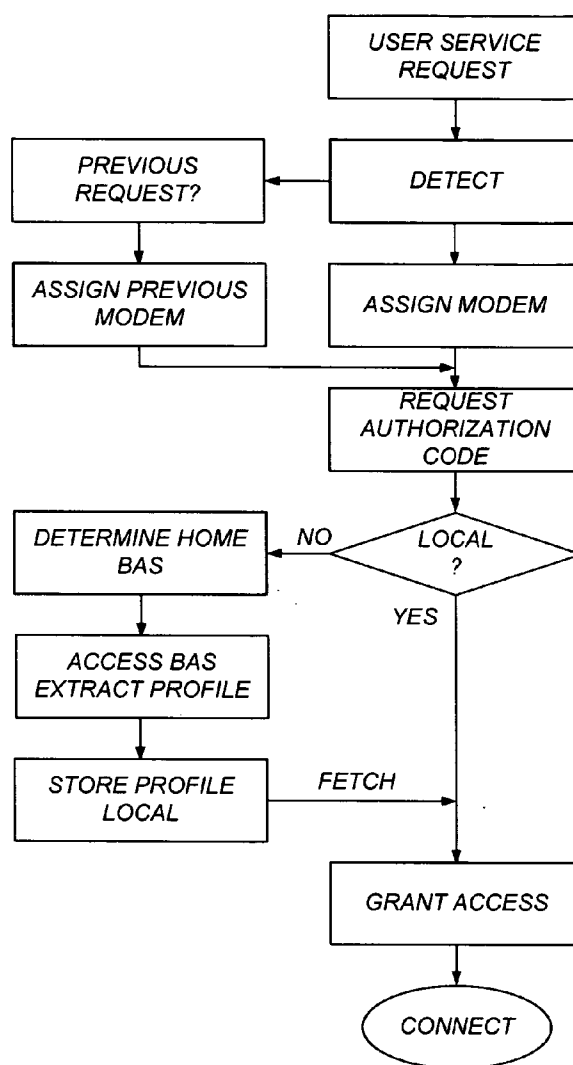 USER SERVICE
REQUEST
PREVIOUS
REQUEST?
DETECT
ASSIGN PREVIOUS
MODEM
ASSIGN MODEM
REQUEST
AUTHORIZATION
CODE
DETERMINE HOME
BAS
NO
LOCAL
?
YES
ACCESS BAS
EXTRACT PROFILE
STORE PROFILE
LOCAL
FETCH
GRANT ACCESS
CONNECT